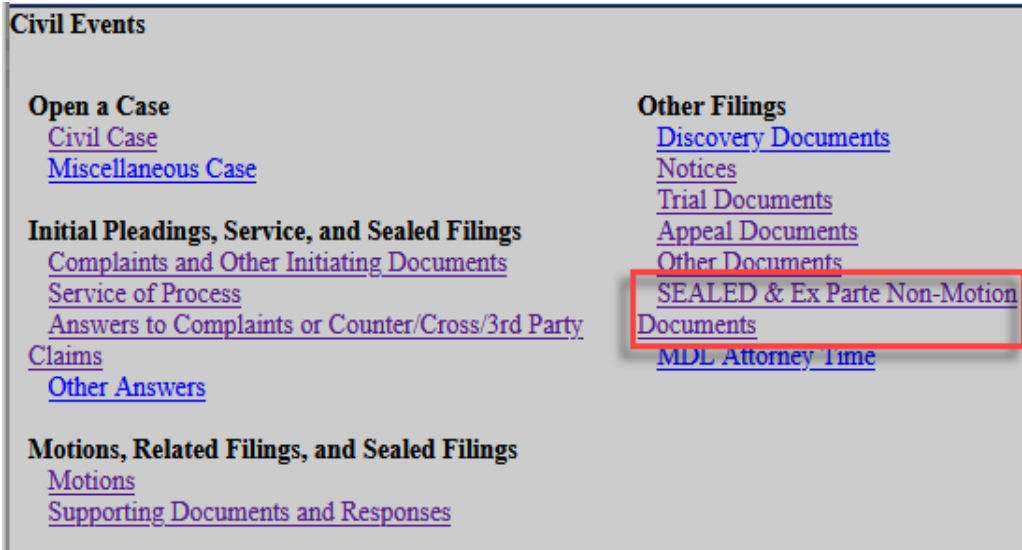 Civil Events
Open a Case
Civil Case
Miscellaneous Case
Initial Pleadings, Service, and Sealed Filings
Complaints and Other Initiating Documents
Service of Process
Answers to Complaints or Counter/Cross/3rd Party
Claims
Other Answers
Motions, Related Filings, and Sealed Filings
Motions
Supporting Documents and Responses
Other Filings
Discovery Documents
Notices
Trial Documents
Appeal Documents
Other Documents
SEALED & Ex Parte Non-Motion
Documents
MDL Attorney Time